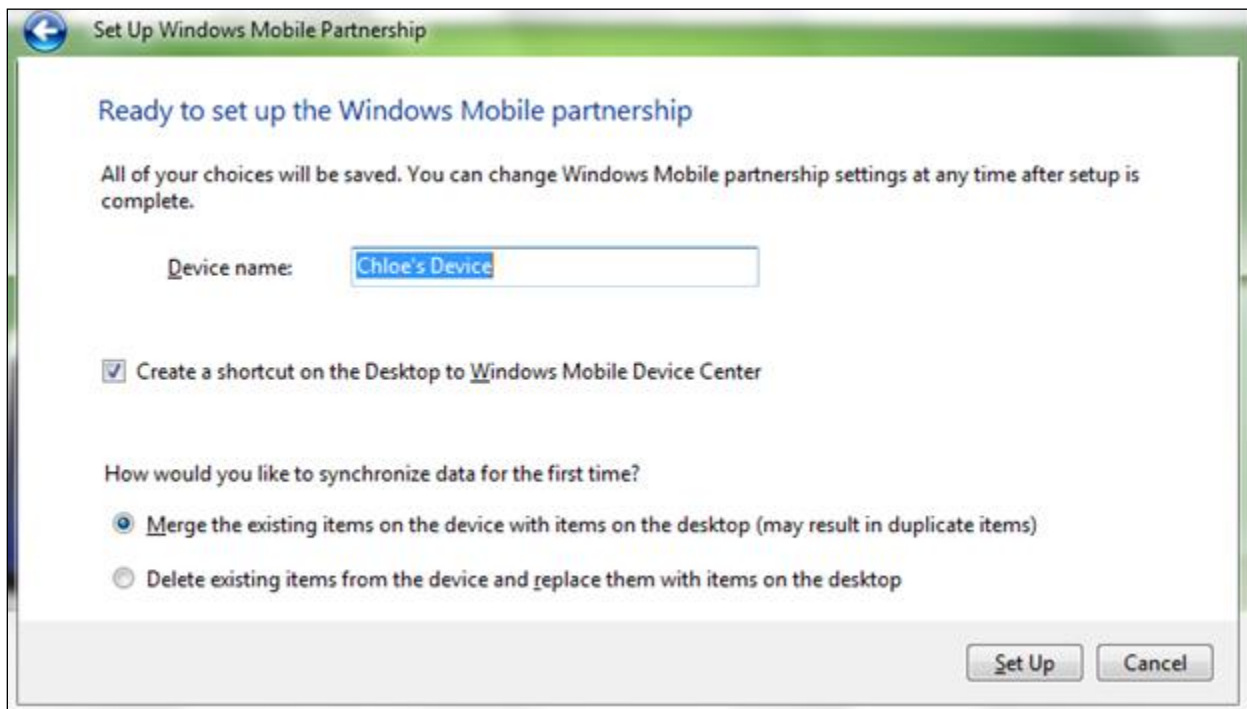 Set Up Windows Mobile Partnership
Ready to set up the Windows Mobile partnership
All of your choices will be saved. You can change Windows Mobile partnership settings at any time after setup is
complete.
Device name: Chloe's Device
Create a shortcut on the Desktop to Windows Mobile Device Center
How would you like to synchronize data for the first time?
Merge the existing items on the device with items on the desktop (may result in duplicate items)
Delete existing items from the device and replace them with items on the desktop
Set Up Cancel